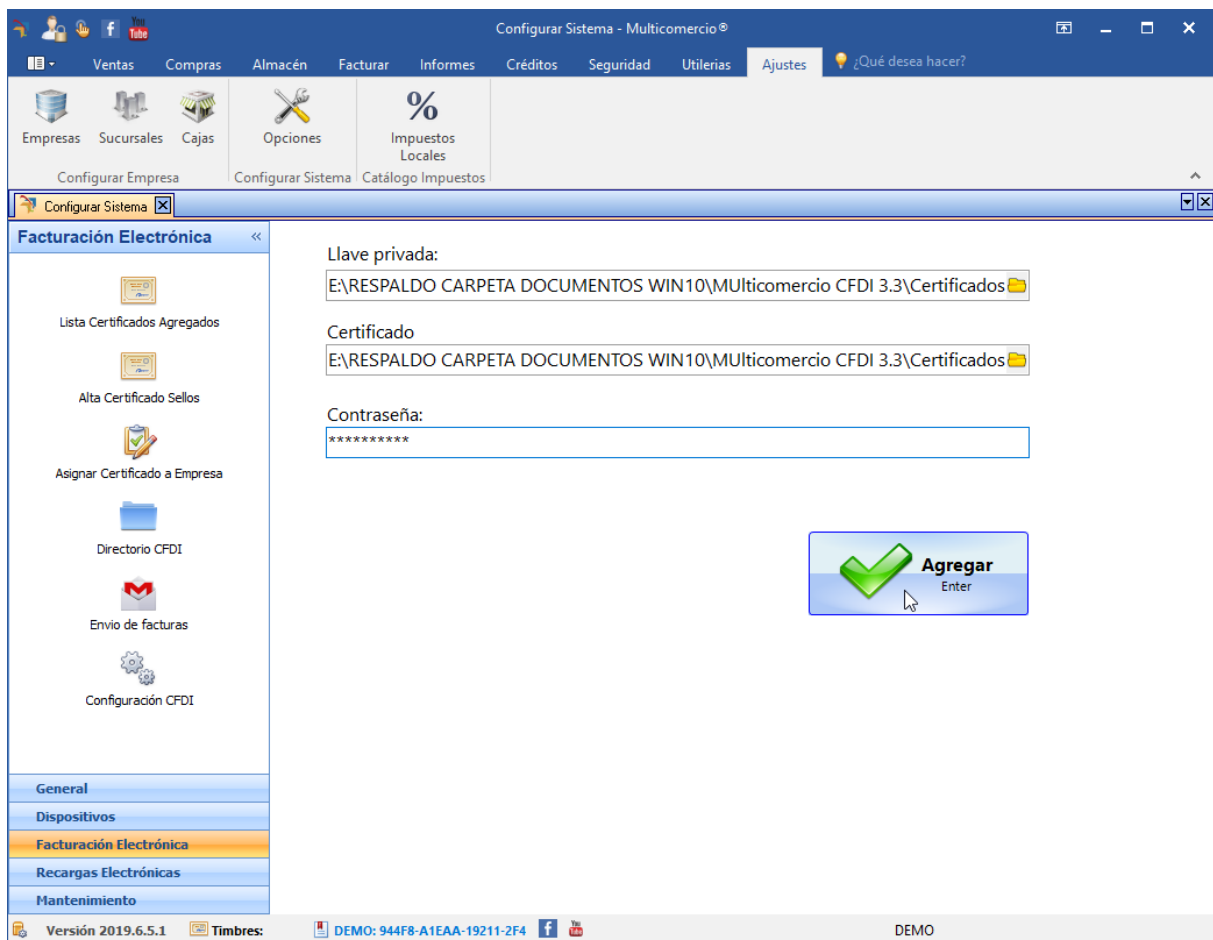 You
Tube
Configurar Sistema - Multicomercio®
Ventas Compras Almacén Facturar Informes Créditos Seguridad Utilerias Ajustes ¿Qué desea hacer?
Empresas Sucursales Cajas Opciones Impuestos Locales
Configurar Empresa Configurar Sistema Catálogo Impuestos
Configurar Sistema
Facturación Electrónica «
Lista Certificados Agregados
Alta Certificado Sellos
Asignar Certificado a Empresa
Directorio CFDI
Envio de facturas
Configuración CFDI
General
Dispositivos
Facturación Electrónica
Recargas Electrónicas
Mantenimiento
Llave privada:
E:\RESPALDO CARPETA DOCUMENTOS WIN10\MUlticomercio CFDI 3.3\Certificados
Certificado
E:\RESPALDO CARPETA DOCUMENTOS WIN10\MUlticomercio CFDI 3.3\Certificados
Contraseña:
**********
Agregar
Enter
Versión 2019.6.5.1 Timbres: DEMO: 944F8-A1EAA-19211-2F4 You Tube DEMO